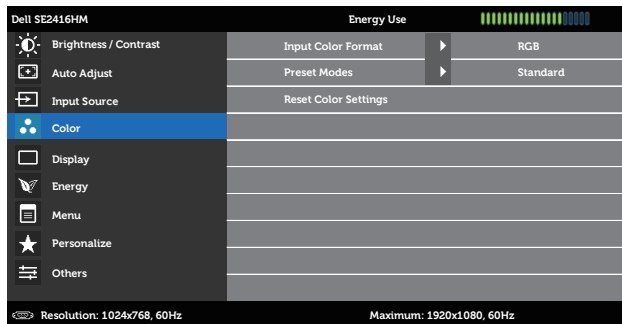 Dell SE2416HM Energy Use
Brightness / Contrast
Input Color Format RGB
Auto Adjust
Preset Modes Standard
Input Source
Reset Color Settings
Color
Display
Energy
Menu
Personalize
Others
Resolution: 1024x768, 60Hz Maximum: 1920x1080, 60Hz